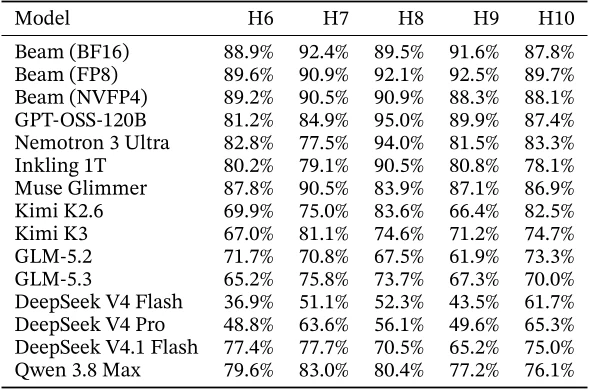 Model H6 H7 H8 H9 H10
Beam (BF16) 88.9% 92.4% 89.5% 91.6% 87.8%
Beam (FP8) 89.6% 90.9% 92.1% 92.5% 89.7%
Beam (NVFP4) 89.2% 90.5% 90.9% 88.3% 88.1%
GPT-OSS-120B 81.2% 84.9% 95.0% 89.9% 87.4%
Nemotron 3 Ultra 82.8% 77.5% 94.0% 81.5% 83.3%
Inkling 1T 80.2% 79.1% 90.5% 80.8% 78.1%
Muse Glimmer 87.8% 90.5% 83.9% 87.1% 86.9%
Kimi K2.6 69.9% 75.0% 83.6% 66.4% 82.5%
Kimi K3 67.0% 81.1% 74.6% 71.2% 74.7%
GLM-5.2 71.7% 70.8% 67.5% 61.9% 73.3%
GLM-5.3 65.2% 75.8% 73.7% 67.3% 70.0%
DeepSeek V4 Flash 36.9% 51.1% 52.3% 43.5% 61.7%
DeepSeek V4 Pro 48.8% 63.6% 56.1% 49.6% 65.3%
DeepSeek V4.1 Flash 77.4% 77.7% 70.5% 65.2% 75.0%
Qwen 3.8 Max 79.6% 83.0% 80.4% 77.2% 76.1%